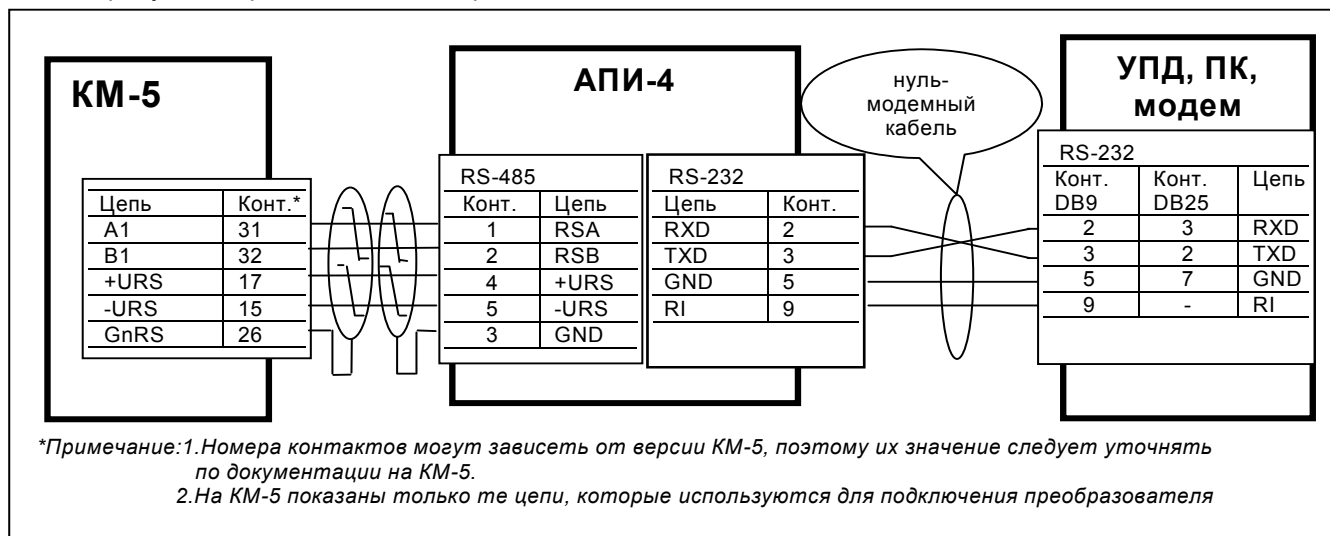 КМ-5
АПИ-4
нуль-
модемный
кабель
УПД, ПК,
модем
Цепь Конт.*
A1 31
B1 32
+URS 17
-URS 15
GnRS 26
RS-485
Конт. Цепь
1 RSA
2 RSB
4 +URS
5 -URS
3 GND
RS-232
Цепь Конт.
RXD 2
TXD 3
GND 5
RI 9
RS-232
Конт. Конт. Цепь
DB9 DB25
2 3 RXD
3 2 TXD
5 7 GND
9 - RI
*Примечание:1.Номера контактов могут зависеть от версии КМ-5, поэтому их значение следует уточнять
по документации на КМ-5.
2.На КМ-5 показаны только те цепи, которые используются для подключения преобразователя